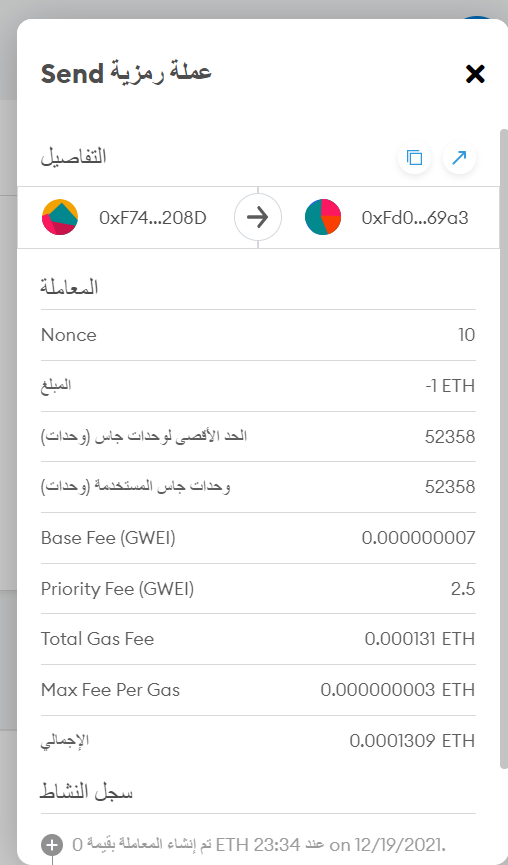 Send عملة رمزية
التفاصيل
0xF74...208D 0xFd0...69a3
المعاملة
Nonce 10
المبلغ -1 ETH
الحد الأقصى لوحدات جاس (وحدات) 52358
وحدات جاس المستخدمة (وحدات) 52358
Base Fee (GWEI) 0.000000007
Priority Fee (GWEI) 2.5
Total Gas Fee 0.000131 ETH
Max Fee Per Gas 0.000000003 ETH
الإجمالي 0.0001309 ETH
سجل النشاط
تم إنشاء المعاملة بقيمة 0 ETH عند 23:34 on 12/19/2021.